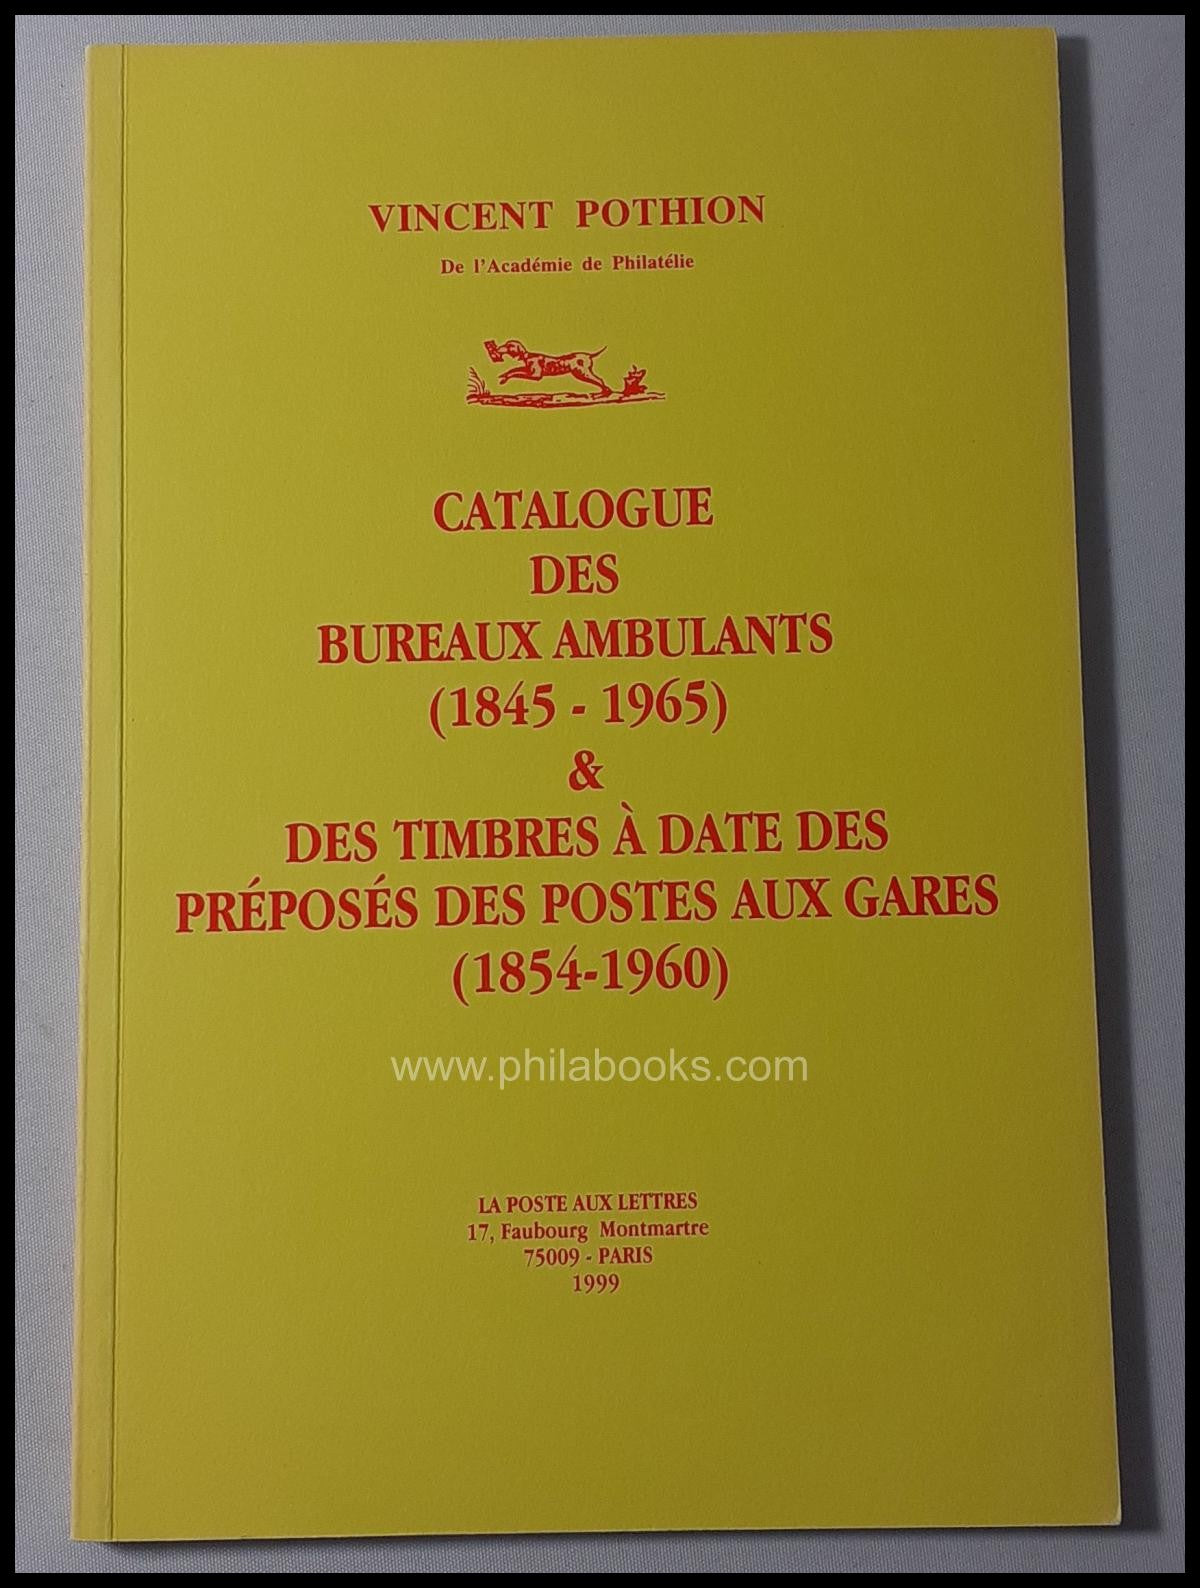 VINCENT POTHION
De l'Académie de Philatélie
CATALOGUE
DES
BUREAUX AMBULANTS
(1845 - 1965)
&
DES TIMBRES À DATE DES
PRÉPOSÉS DES POSTES AUX GARES
(1854-1960)
www.philabooks.com
LA POSTE AUX LETTRES
17, Faubourg Montmartre
75009 - PARIS
1999